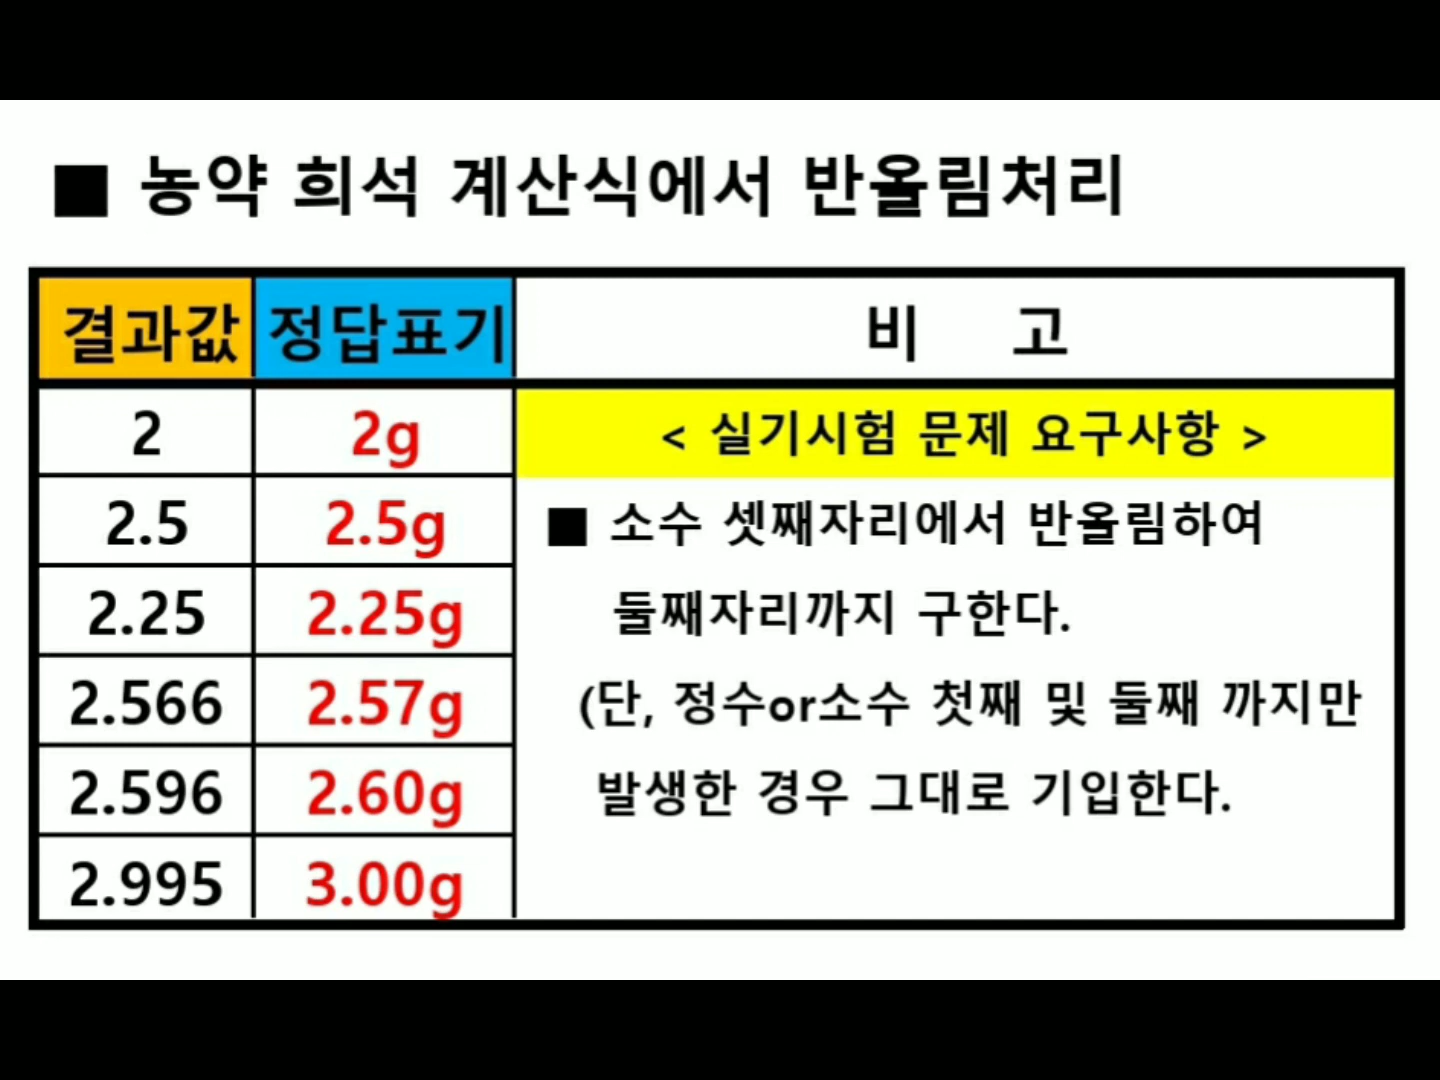 ■ 농약 희석 계산식에서 반올림처리
결과값 정답표기 비 고
2 2g < 실기시험 문제 요구사항 >
2.5 2.5g ■ 소수 셋째자리에서 반올림하여
2.25 2.25g 둘째자리까지 구한다.
2.566 2.57g (단, 정수or소수 첫째 및 둘째 까지만
2.596 2.60g 발생한 경우 그대로 기입한다.
2.995 3.00g